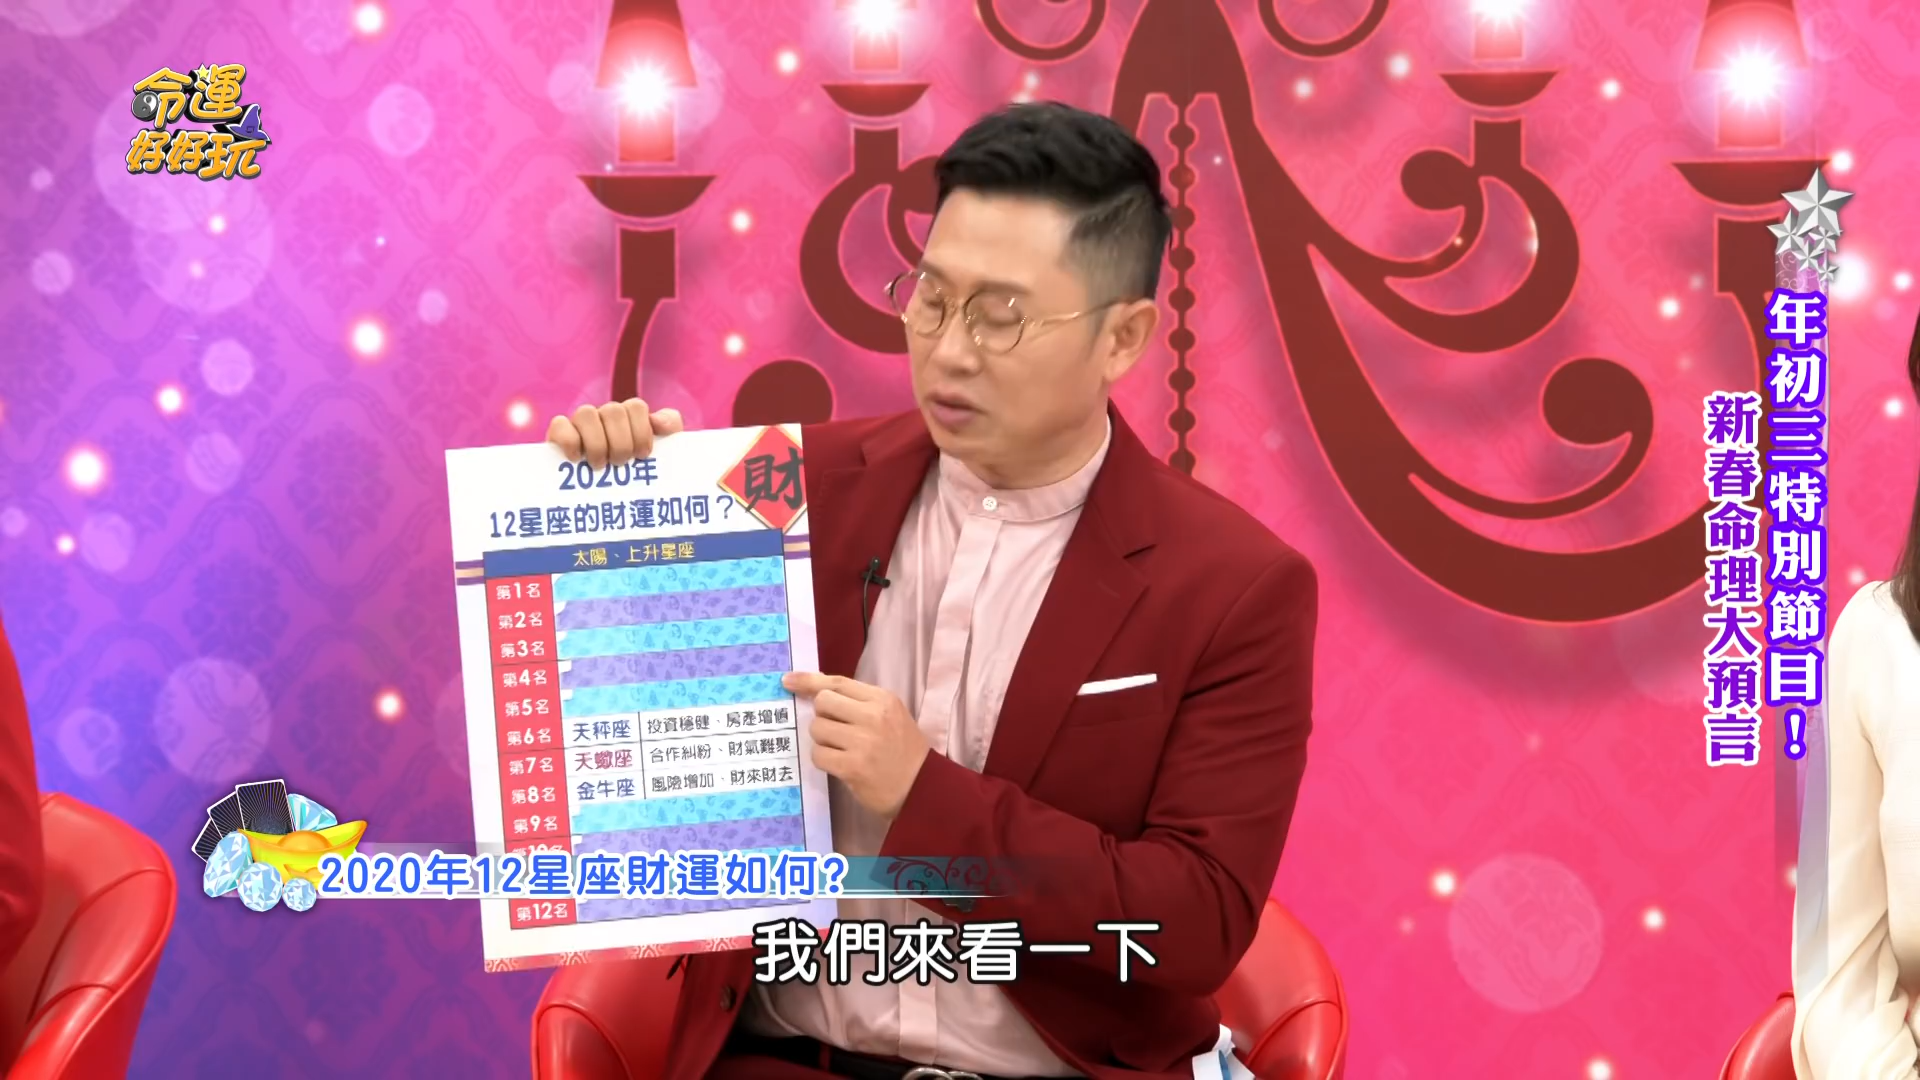 命運
好好玩
年初三特別節目！
新春命理大預言
2020年
12星座的財運如何？
財
太陽、上升星座
第1名
第2名
第3名
第4名
第5名
第6名 天秤座 投資穩健、房產增值
第7名 天蠍座 合作糾紛、財氣難聚
第8名 金牛座 風險增加、財來財去
第9名
第10名
第12名
2020年12星座財運如何?
我們來看一下